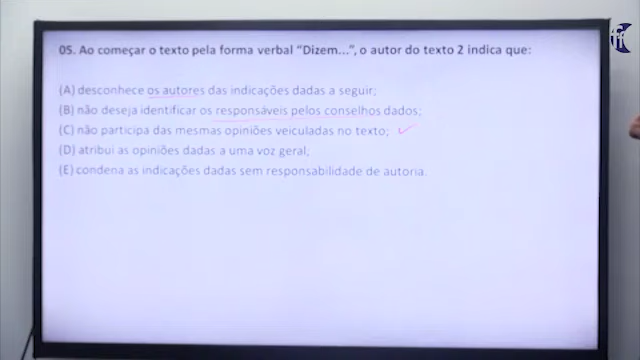 05. Ao começar o texto pela forma verbal “Dizem...”, o autor do texto 2 indica que:
(A) desconhece os autores das indicações dadas a seguir;
(B) não deseja identificar os responsáveis pelos conselhos dados;
(C) não participa das mesmas opiniões veiculadas no texto;
(D) atribui as opiniões dadas a uma voz geral;
(E) condena as indicações dadas sem responsabilidade de autoria.